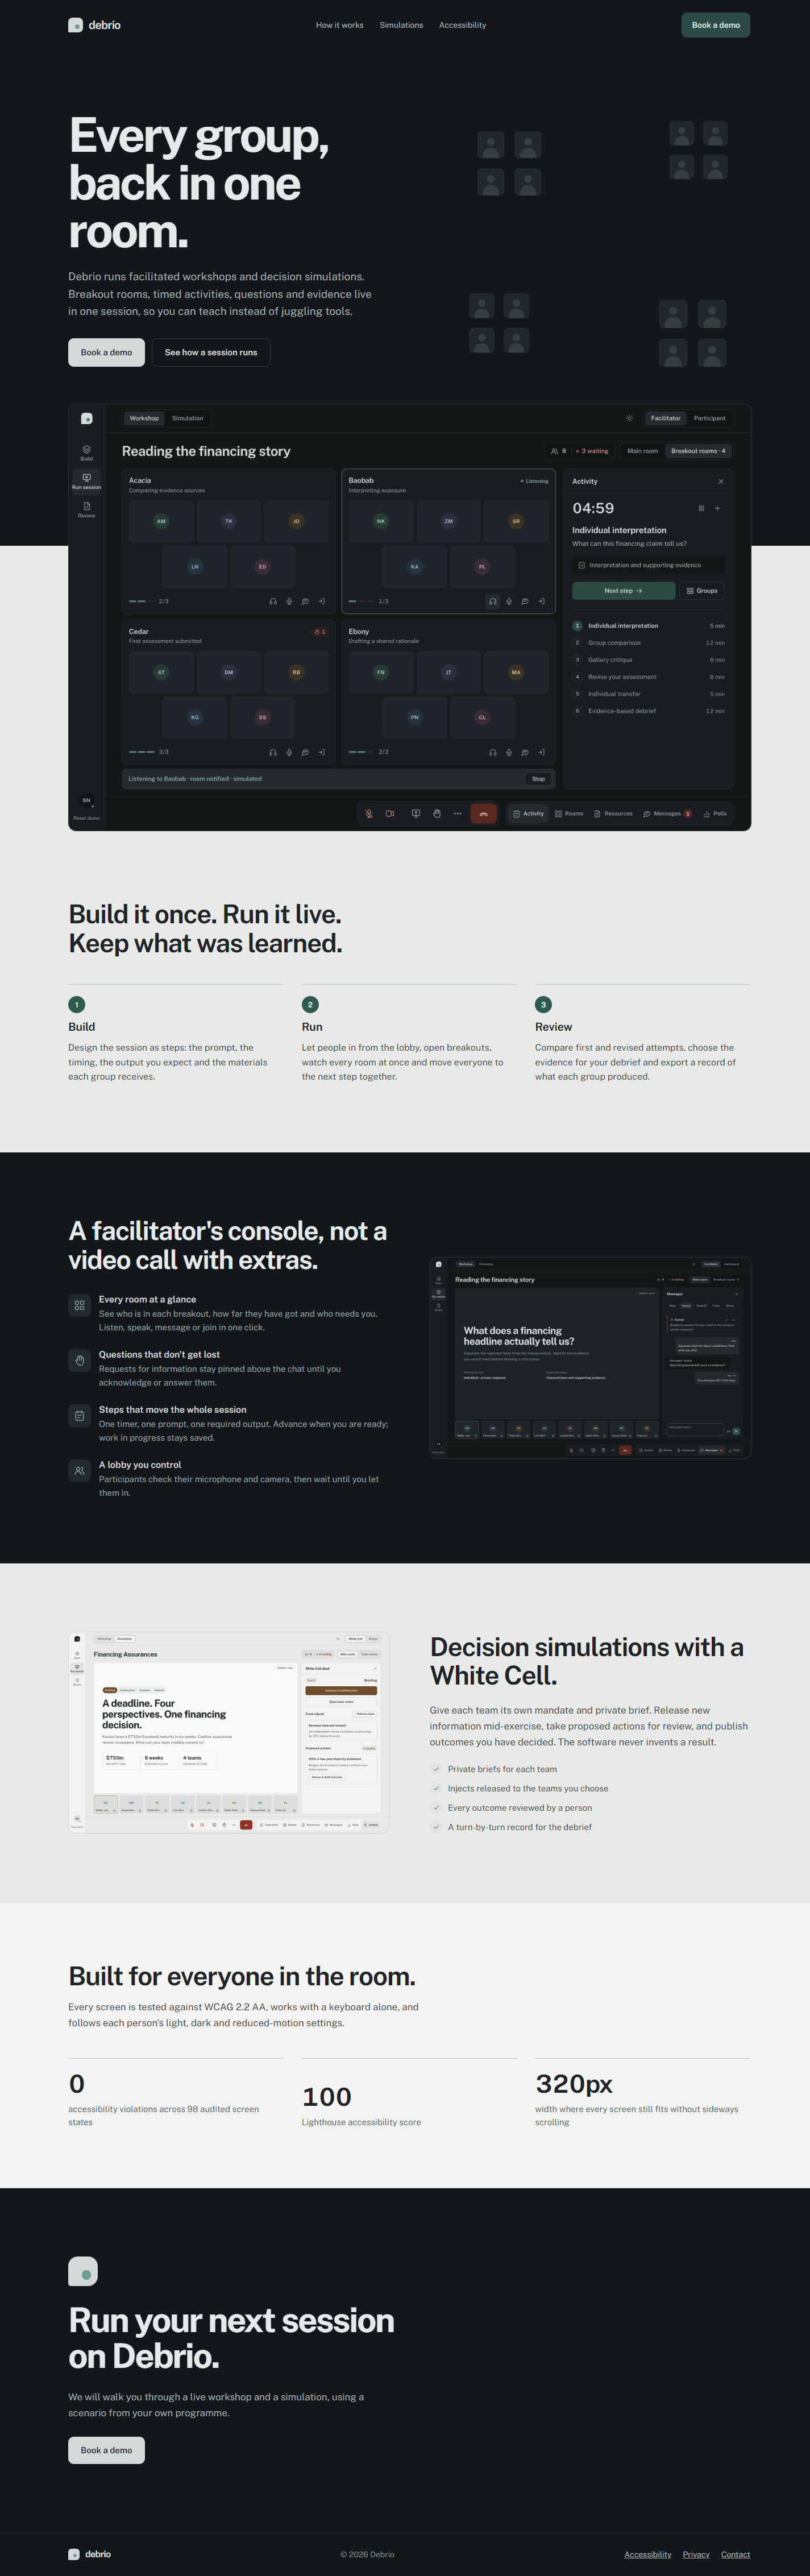 debrio
How it works
Simulations
Accessibility
Book a demo
Every group,
back in one
room.
Debrio runs facilitated workshops and decision simulations.
Breakout rooms, timed activities, questions and evidence live
in one session, so you can teach instead of juggling tools.
Book a demo
See how a session runs
Workshop
Simulation
Facilitator
Participant
Build
Run session
Review
Reading the financing story
8
3 waiting
Main room
Breakout rooms · 4
Acacia
Comparing evidence sources
AM
TK
JD
LN
ED
2/3
Baobab
Listening
Interpreting exposure
NK
ZM
SR
KA
PL
1/3
Cedar
1
First assessment submitted
AT
DM
RB
KG
SS
3/3
Ebony
Drafting a shared rationale
FN
JT
MA
PN
CL
2/3
Activity
04:59
Individual interpretation
What can this financing claim tell us?
Interpretation and supporting evidence
Next step
Groups
1 Individual interpretation 5 min
2 Group comparison 12 min
3 Gallery critique 8 min
4 Revise your assessment 8 min
5 Individual transfer 5 min
6 Evidence-based debrief 12 min
Listening to Baobab · room notified · simulated
Stop
SN
Reset demo
Activity
Rooms
Resources
Messages 1
Polls
Build it once. Run it live.
Keep what was learned.
1
Build
Design the session as steps: the prompt, the
timing, the output you expect and the materials
each group receives.
2
Run
Let people in from the lobby, open breakouts,
watch every room at once and move everyone to
the next step together.
3
Review
Compare first and revised attempts, choose the
evidence for your debrief and export a record of
what each group produced.
A facilitator's console, not a
video call with extras.
Every room at a glance
See who is in each breakout, how far they have got and who needs you.
Listen, speak, message or join in one click.
Questions that don't get lost
Requests for information stay pinned above the chat until you
acknowledge or answer them.
Steps that move the whole session
One timer, one prompt, one required output. Advance when you are ready;
work in progress stays saved.
A lobby you control
Participants check their microphone and camera, then wait until you let
them in.
Reading the financing story
What does a financing
headline actually tell us?
Financing Assurances
A deadline. Four
perspectives. One financing
decision.
$750m
6 weeks
4 teams
Decision simulations with a
White Cell.
Give each team its own mandate and private brief. Release new
information mid-exercise, take proposed actions for review, and publish
outcomes you have decided. The software never invents a result.
Private briefs for each team
Injects released to the teams you choose
Every outcome reviewed by a person
A turn-by-turn record for the debrief
Built for everyone in the room.
Every screen is tested against WCAG 2.2 AA, works with a keyboard alone, and
follows each person's light, dark and reduced-motion settings.
0
accessibility violations across 98 audited screen
states
100
Lighthouse accessibility score
320px
width where every screen still fits without sideways
scrolling
Run your next session
on Debrio.
We will walk you through a live workshop and a simulation, using a
scenario from your own programme.
Book a demo
debrio
© 2026 Debrio
Accessibility
Privacy
Contact